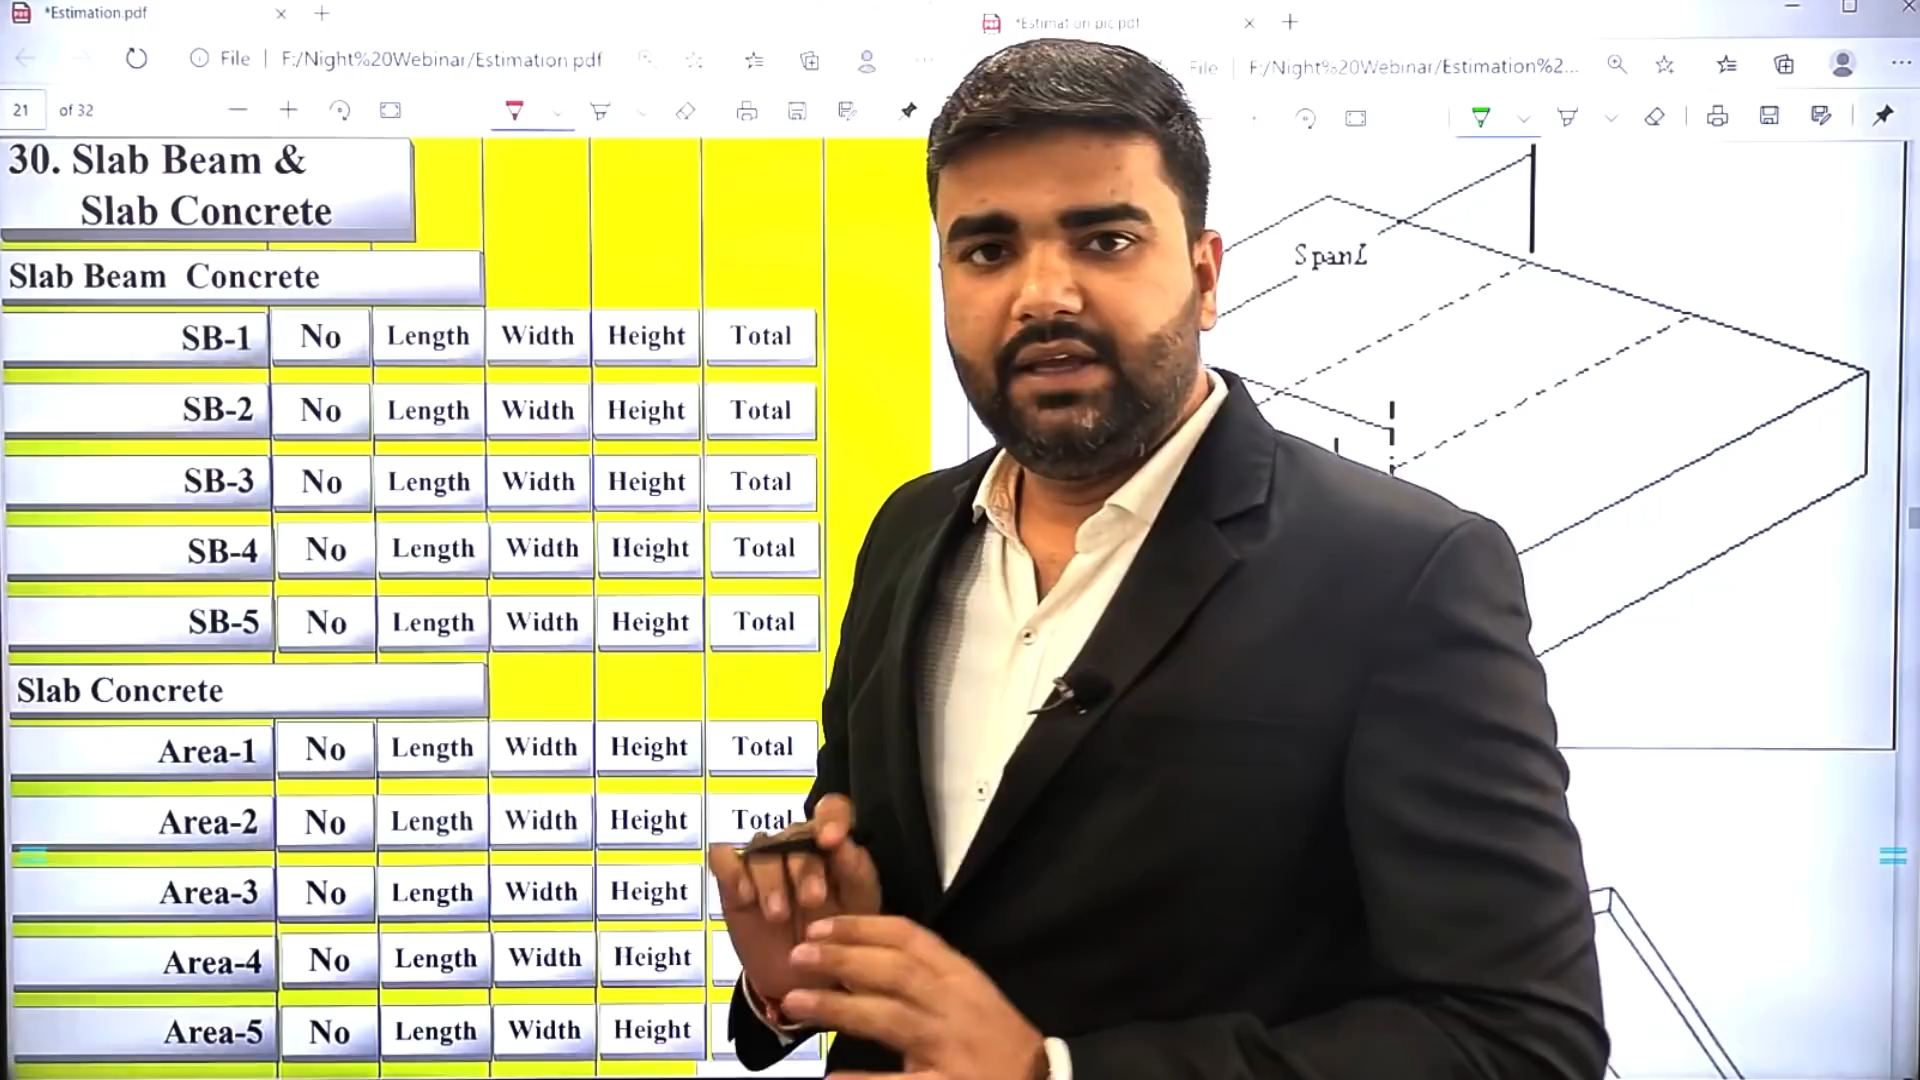 *Estimation.pdf
File | F:/Night%20Webinar/Estimation.pdf
21 of 32
30. Slab Beam &
Slab Concrete
Slab Beam Concrete
SB-1 No Length Width Height Total
SB-2 No Length Width Height Total
SB-3 No Length Width Height Total
SB-4 No Length Width Height Total
SB-5 No Length Width Height Total
Slab Concrete
Area-1 No Length Width Height Total
Area-2 No Length Width Height Total
Area-3 No Length Width Height
Area-4 No Length Width Height
Area-5 No Length Width Height
*Estimation pic.pdf
File | F:/Night%20Webinar/Estimation%2...
Span L